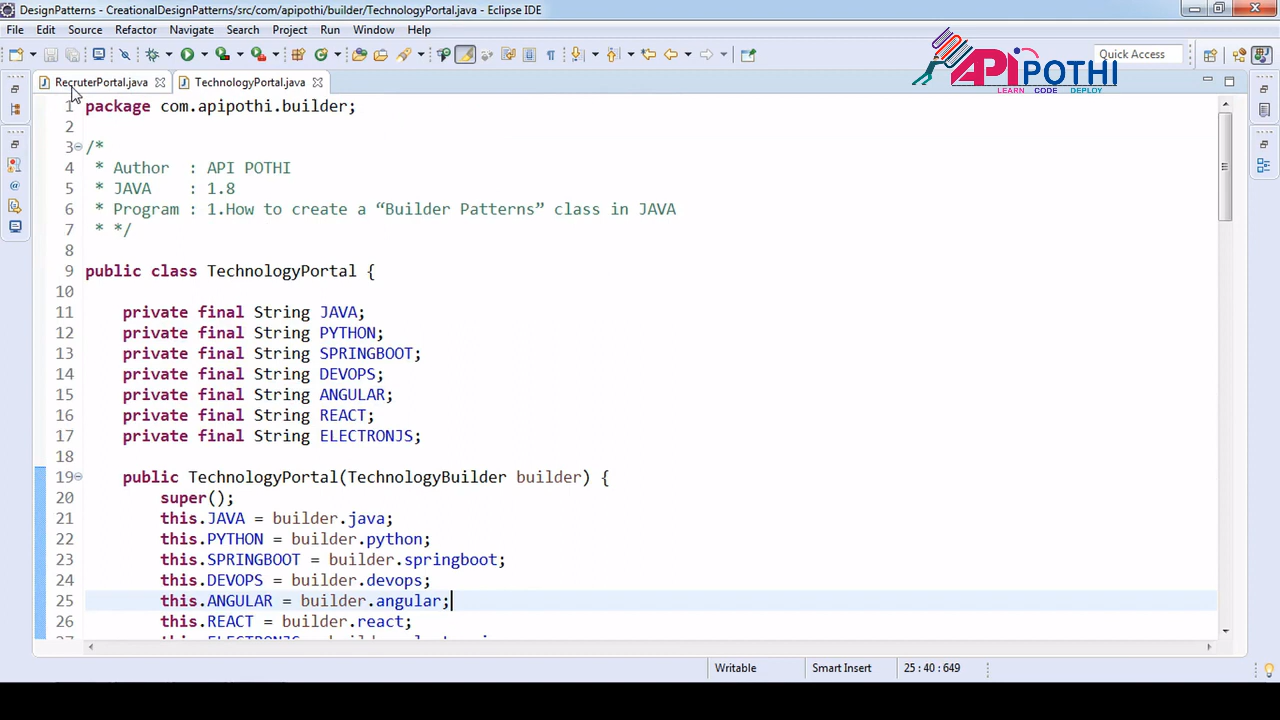 DesignPatterns - CreationalDesignPatterns/src/com/apipothi/builder/TechnologyPortal.java - Eclipse IDE
File Edit Source Refactor Navigate Search Project Run Window Help
Quick Access
APIPOTHI
LEARN CODE DEPLOY
RecruterPortal.java TechnologyPortal.java
1 package com.apipothi.builder;
2
3 /*
4 * Author : API POTHI
5 * JAVA : 1.8
6 * Program : 1.How to create a “Builder Patterns” class in JAVA
7 * */
8
9 public class TechnologyPortal {
10
11 private final String JAVA;
12 private final String PYTHON;
13 private final String SPRINGBOOT;
14 private final String DEVOPS;
15 private final String ANGULAR;
16 private final String REACT;
17 private final String ELECTRONJS;
18
19 public TechnologyPortal(TechnologyBuilder builder) {
20 super();
21 this.JAVA = builder.java;
22 this.PYTHON = builder.python;
23 this.SPRINGBOOT = builder.springboot;
24 this.DEVOPS = builder.devops;
25 this.ANGULAR = builder.angular;
26 this.REACT = builder.react;
Writable Smart Insert 25 : 40 : 649